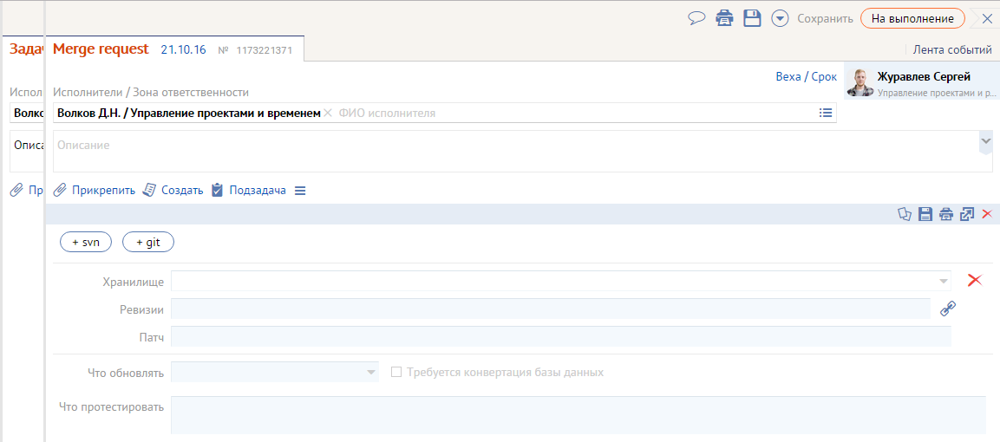 Сохранить На выполнение
Задач
Merge request 21.10.16 № 1173221371
Лента событий
Веха / Срок
Журавлев Сергей
Управление проектами и р...
Испол
Исполнители / Зона ответственности
Волко
Волков Д.Н. / Управление проектами и временем ФИО исполнителя
Описа
Описание
Пр
Прикрепить Создать Подзадача
+ svn + git
Хранилище
Ревизии
Патч
Что обновлять Требуется конвертация базы данных
Что протестировать